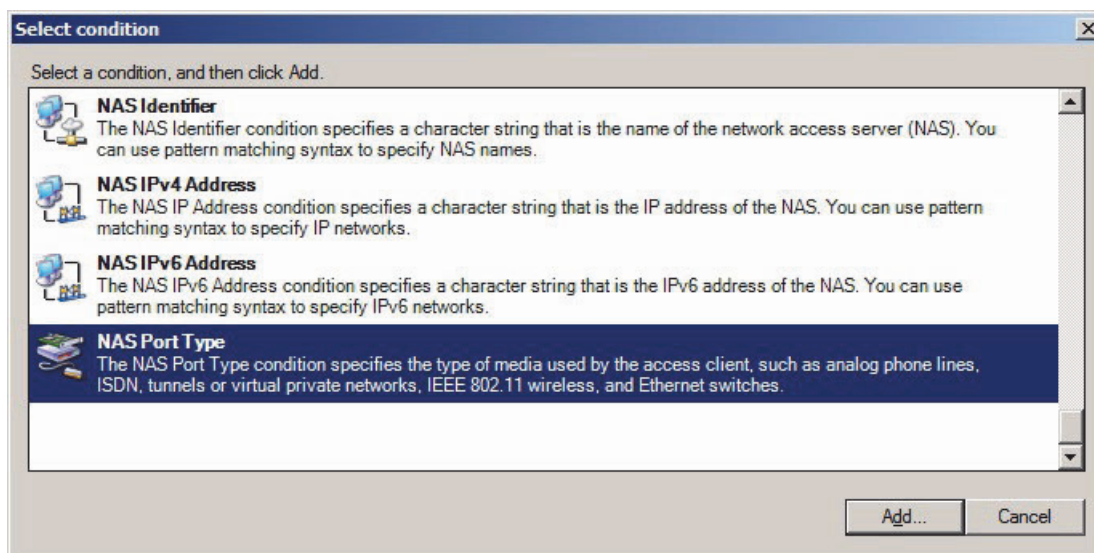 Select condition
Select a condition, and then click Add.
NAS Identifier
The NAS Identifier condition specifies a character string that is the name of the network access server (NAS). You
can use pattern matching syntax to specify NAS names.
NAS IPv4 Address
The NAS IP Address condition specifies a character string that is the IP address of the NAS. You can use pattern
matching syntax to specify IP networks.
NAS IPv6 Address
The NAS IPv6 Address condition specifies a character string that is the IPv6 address of the NAS. You can use
pattern matching syntax to specify IPv6 networks.
NAS Port Type
The NAS Port Type condition specifies the type of media used by the access client, such as analog phone lines,
ISDN, tunnels or virtual private networks, IEEE 802.11 wireless, and Ethernet switches.
Add... Cancel